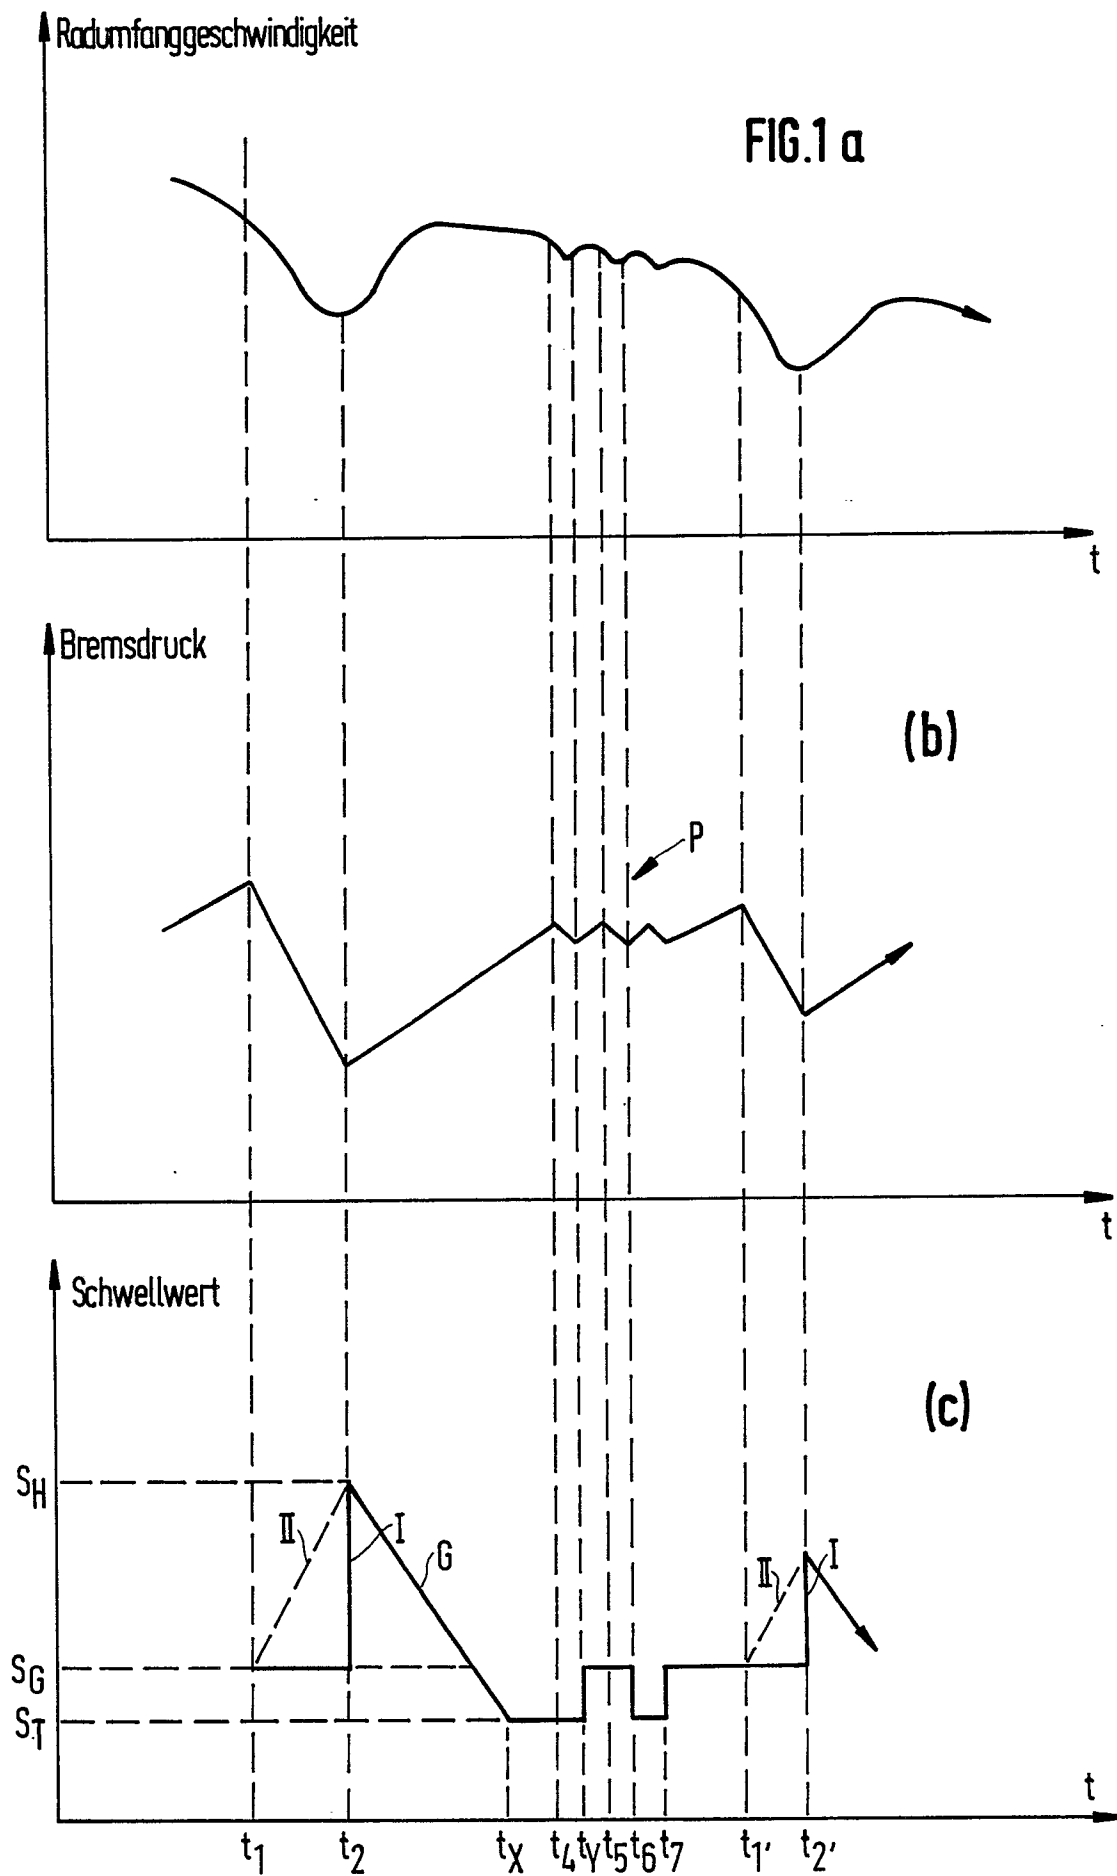 Radumfanggeschwindigkeit
FIG.1 a
t
Bremsdruck
(b)
P
t
Schwellwert
(c)
S_H
II
I
G
II
I
S_G
S_T
t
t_1 t_2 t_X t_4 t_Y t_5 t_6 t_7 t_1' t_2'